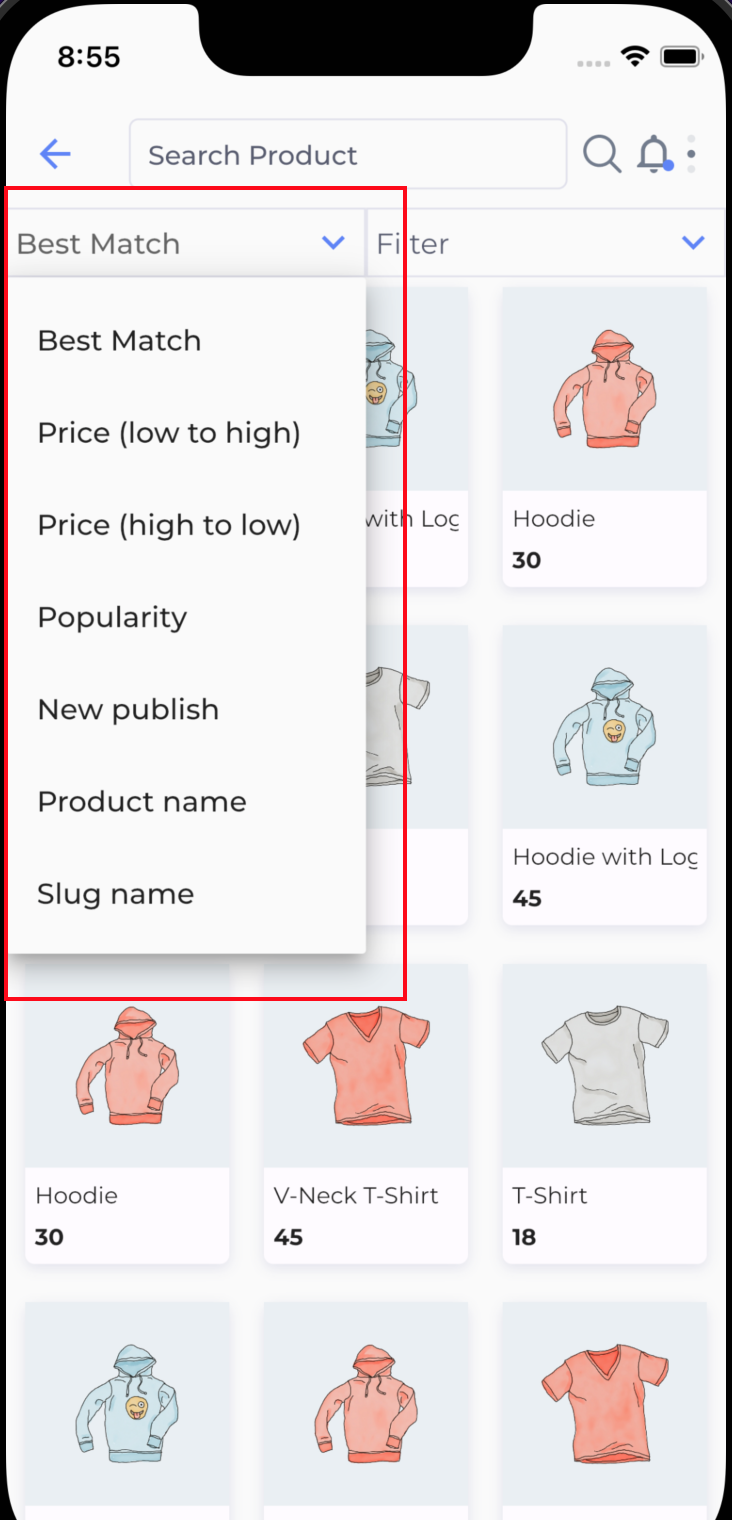 8:55
Search Product
Best Match
Filter
Best Match
Price (low to high)
Price (high to low)
Popularity
New publish
Product name
Slug name
with Log
Hoodie
30
Hoodie with Log
45
Hoodie
30
V-Neck T-Shirt
45
T-Shirt
18